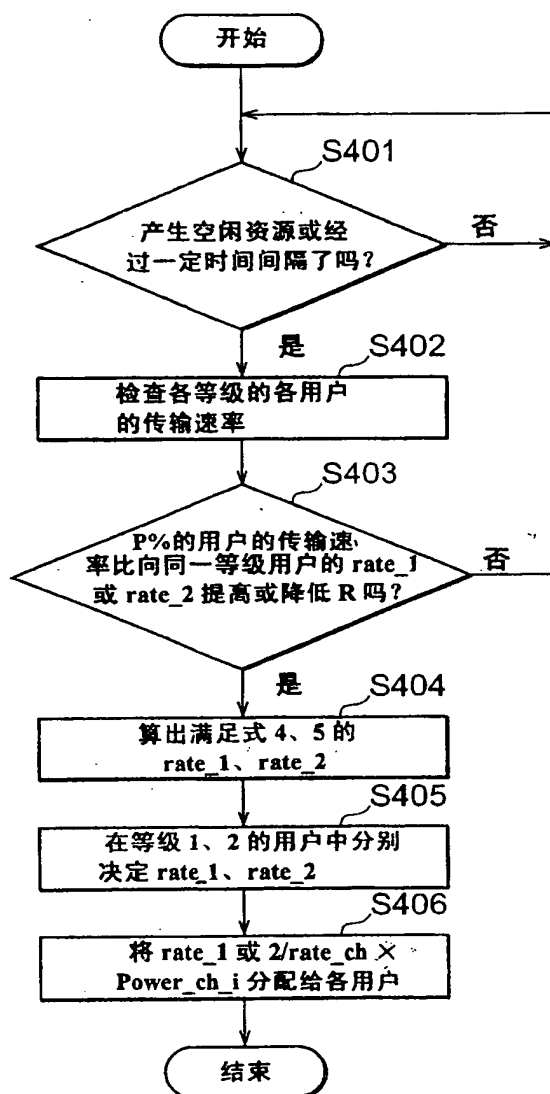 开始
S401
产生空闲资源或经
过一定时间间隔了吗？
否
是
S402
检查各等级的各用户
的传输速率
S403
P%的用户的传输速
率比向同一等级用户的 rate_1
或 rate_2 提高或降低 R 吗？
否
是
S404
算出满足式 4、5 的
rate_1、rate_2
S405
在等级 1、2 的用户中分别
决定 rate_1、rate_2
S406
将 rate_1 或 2/rate_ch ×
Power_ch_i 分配给各用户
结束